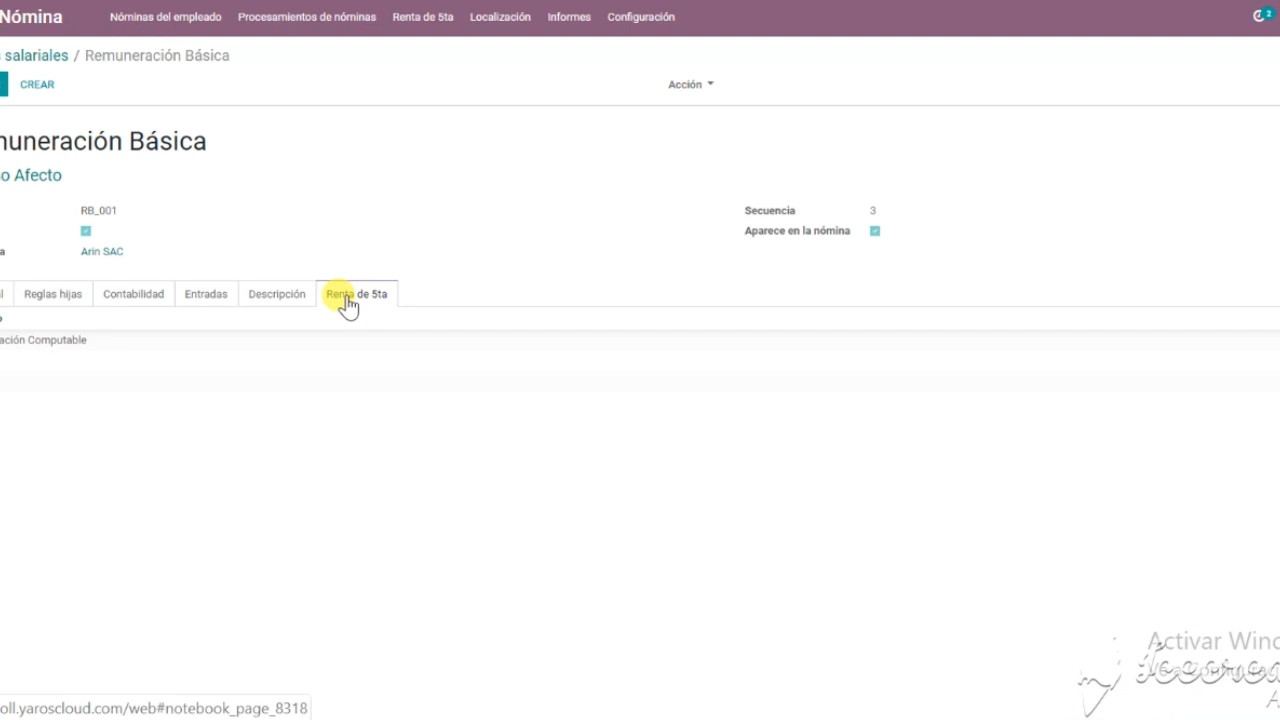 Nómina Nóminas del empleado Procesamientos de nóminas Renta de 5ta Localización Informes Configuración 2
salariales / Remuneración Básica
CREAR Acción
muneración Básica
o Afecto
RB_001 Secuencia 3
Aparece en la nómina
a Arin SAC
l Reglas hijas Contabilidad Entradas Descripción Renta de 5ta
o
ación Computable
Activar Winc
oll.yaroscloud.com/web#notebook_page_8318